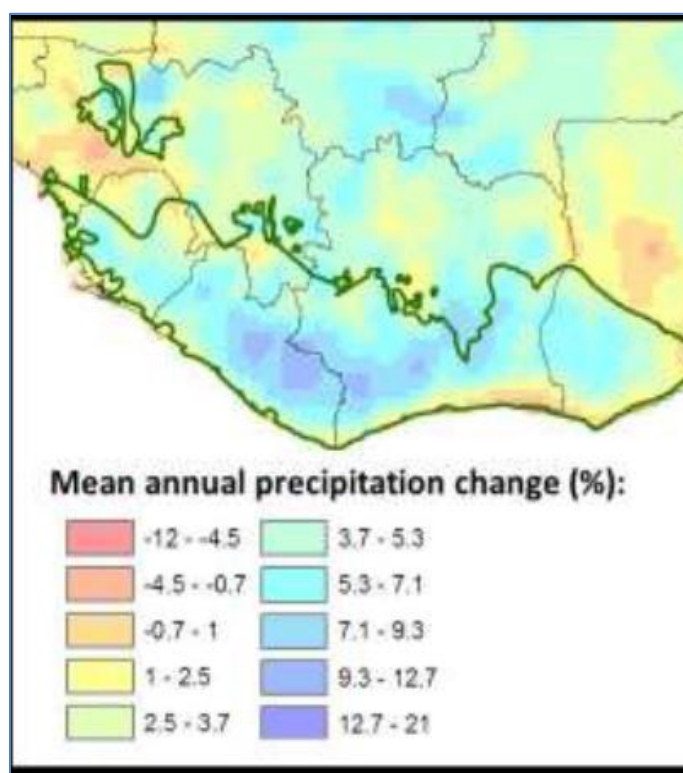 Mean annual precipitation change (%):
-12 - -4.5
-4.5 - -0.7
-0.7 - 1
1 - 2.5
2.5 - 3.7
3.7 - 5.3
5.3 - 7.1
7.1 - 9.3
9.3 - 12.7
12.7 - 21